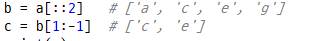 b = a[::2]   # ['a', 'c', 'e', 'g']
c = b[1:-1]  # ['c', 'e']